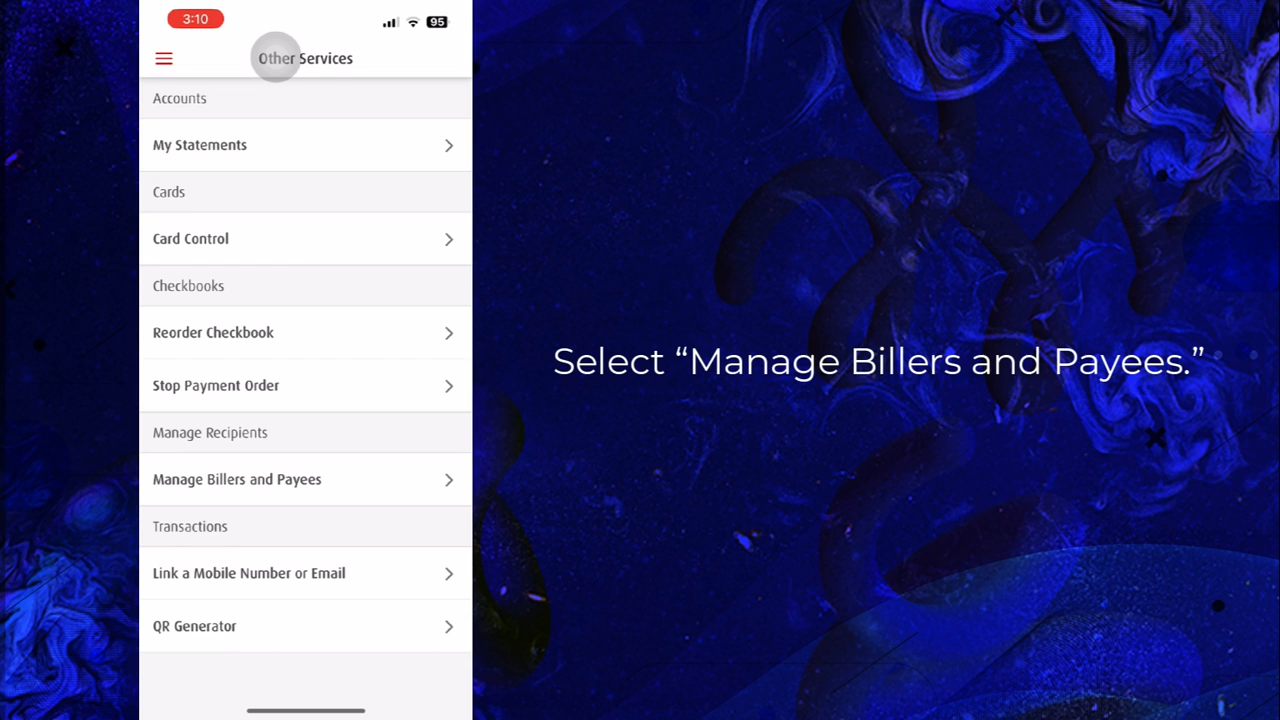 3:10
95
Other Services
Accounts
My Statements
Cards
Card Control
Checkbooks
Reorder Checkbook
Stop Payment Order
Manage Recipients
Manage Billers and Payees
Transactions
Link a Mobile Number or Email
QR Generator
Select “Manage Billers and Payees.”